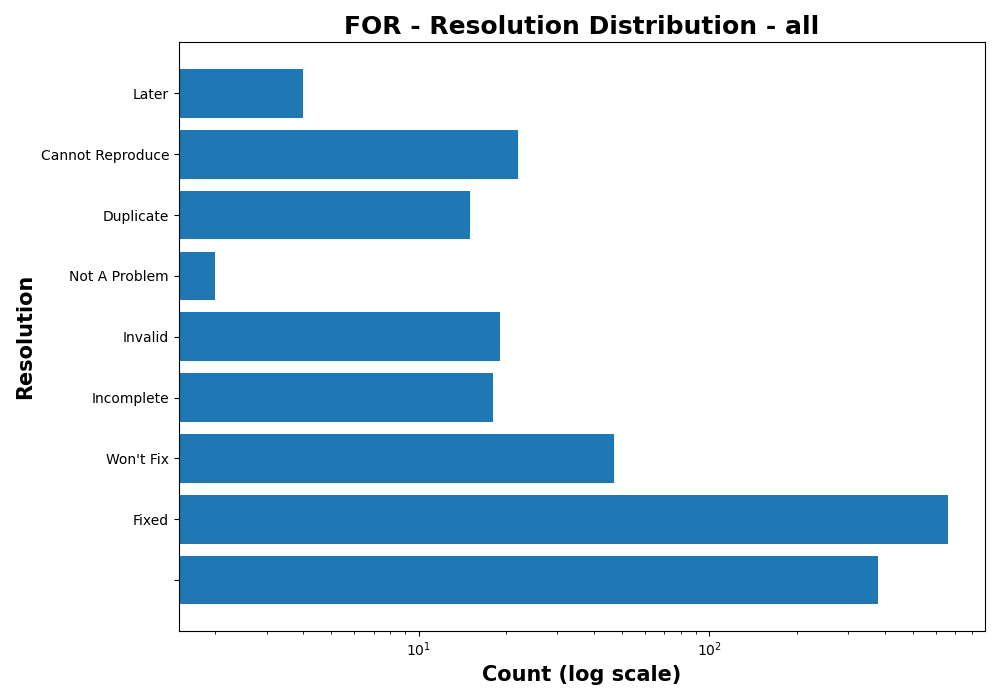 FOR - Resolution Distribution - all
Later
Cannot Reproduce
Duplicate
Not A Problem
Invalid
Incomplete
Won't Fix
Fixed
Resolution
10¹ 10²
Count (log scale)